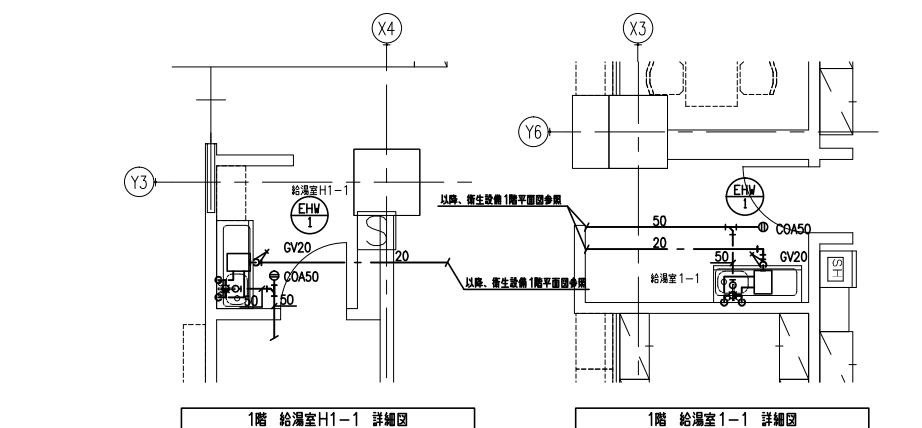 X4
X3
Y6
Y3
給湯室H1-1
EHW
1
GV20
COA50
20
50
50
以降、衛生設備1階平面図参照
以降、衛生設備1階平面図参照
EHW
1
50
COA50
20
50
GV20
給湯室1-1
SH
S
1階 給湯室H1-1 詳細図
1階 給湯室1-1 詳細図